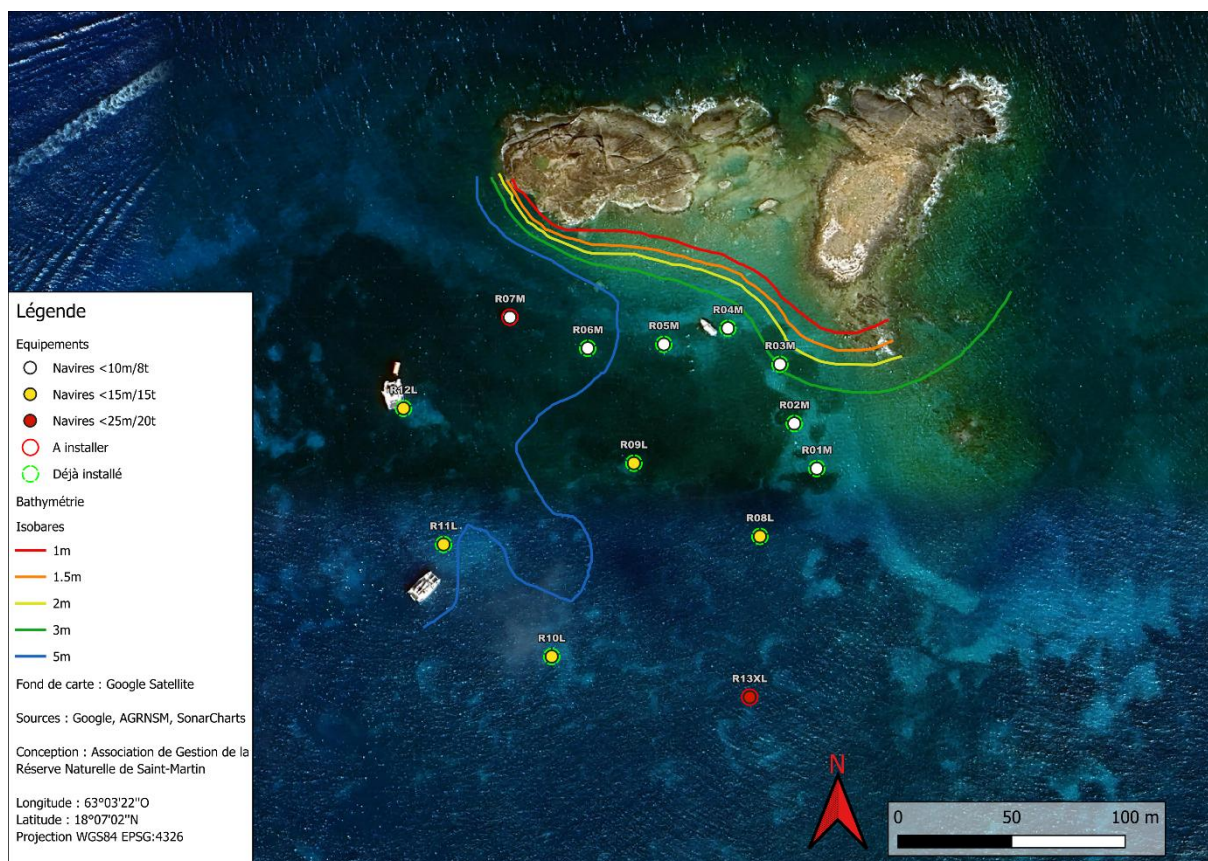 R07M
R06M
R05M
R04M
R03M
R12L
R02M
R09L
R01M
R11L
R08L
R10L
R13XL
Légende
Equipements
Navires <10m/8t
Navires <15m/15t
Navires <25m/20t
A installer
Déjà installé
Bathymétrie
Isobares
1m
1.5m
2m
3m
5m
Fond de carte : Google Satellite
Sources : Google, AGRNSM, SonarCharts
Conception : Association de Gestion de la
Réserve Naturelle de Saint-Martin
Longitude : 63°03'22"O
Latitude : 18°07'02"N
Projection WGS84 EPSG:4326
N
0 50 100 m